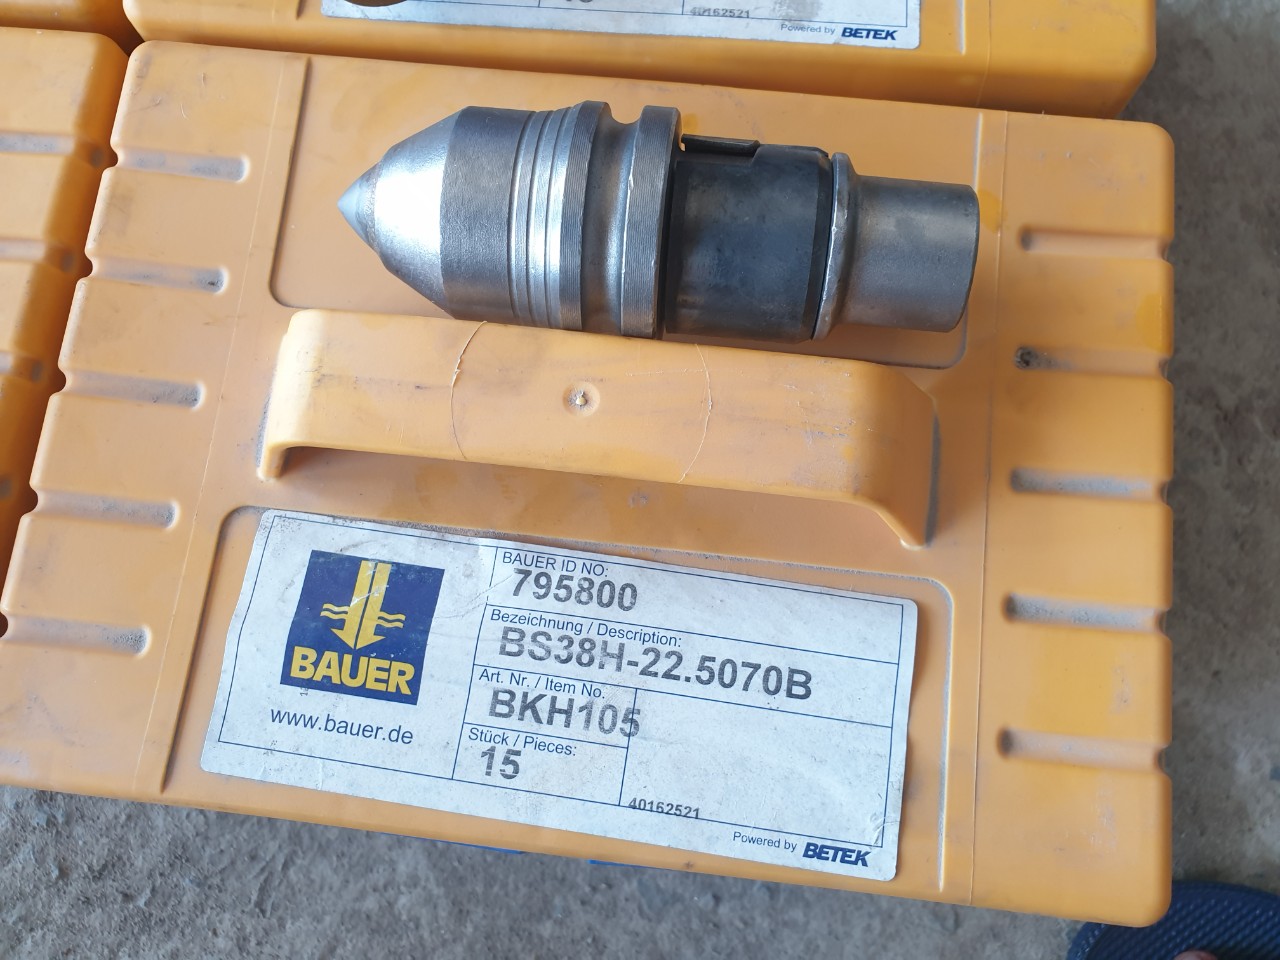 40162521
Powered by BETEK
BAUER
www.bauer.de
BAUER ID NO:
795800
Bezeichnung / Description:
BS38H-22.5070B
Art. Nr. / Item No.
BKH105
Stück / Pieces:
15
40162521
Powered by BETEK